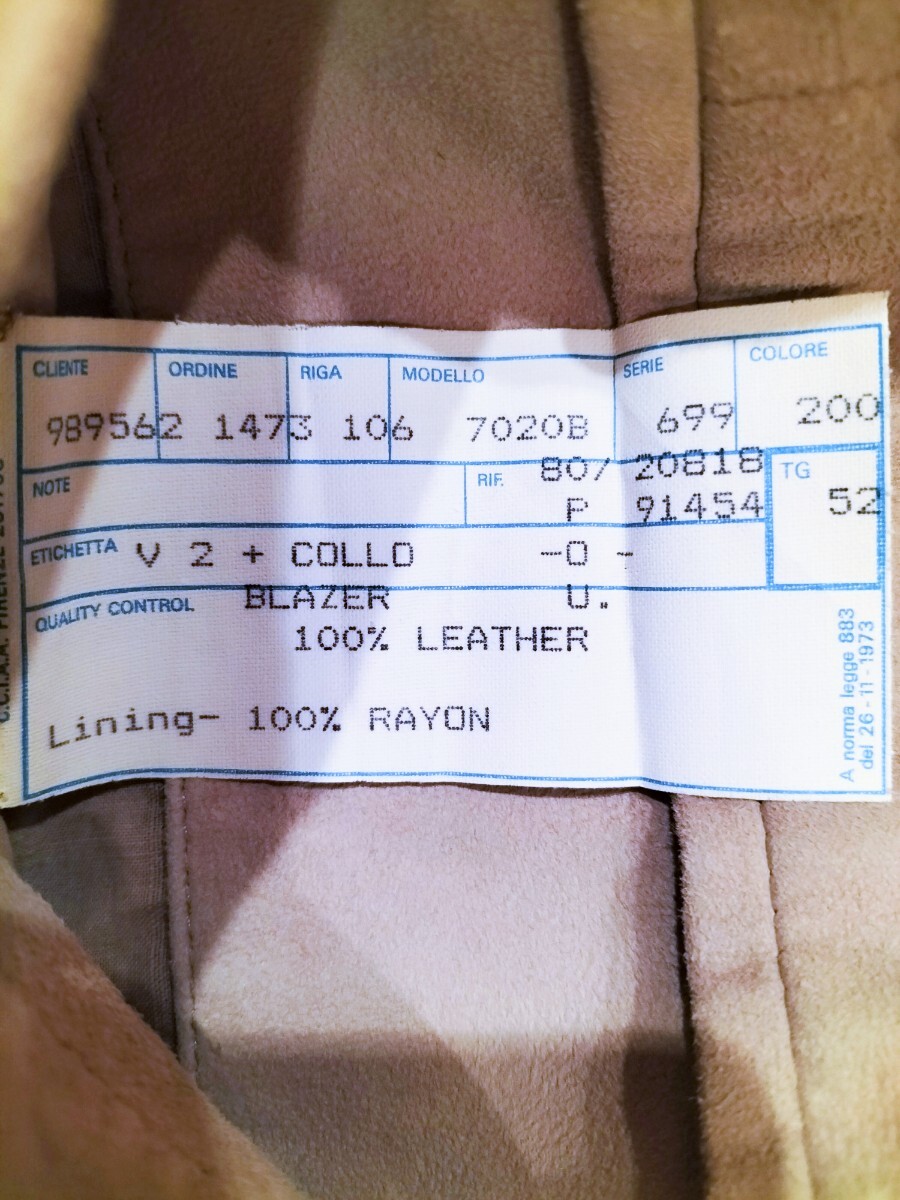 CLIENTE ORDINE RIGA MODELLO SERIE COLORE
989562 1473 106 7020B 699 200
NOTE RIF. 80/ 20818 TG
P 91454 52
ETICHETTA V 2 + COLLO -O -
QUALITY CONTROL BLAZER U.
100% LEATHER
Lining- 100% RAYON
A norma legge 883
del 26-11-1973
C.C.I.A.A. FIRENZE